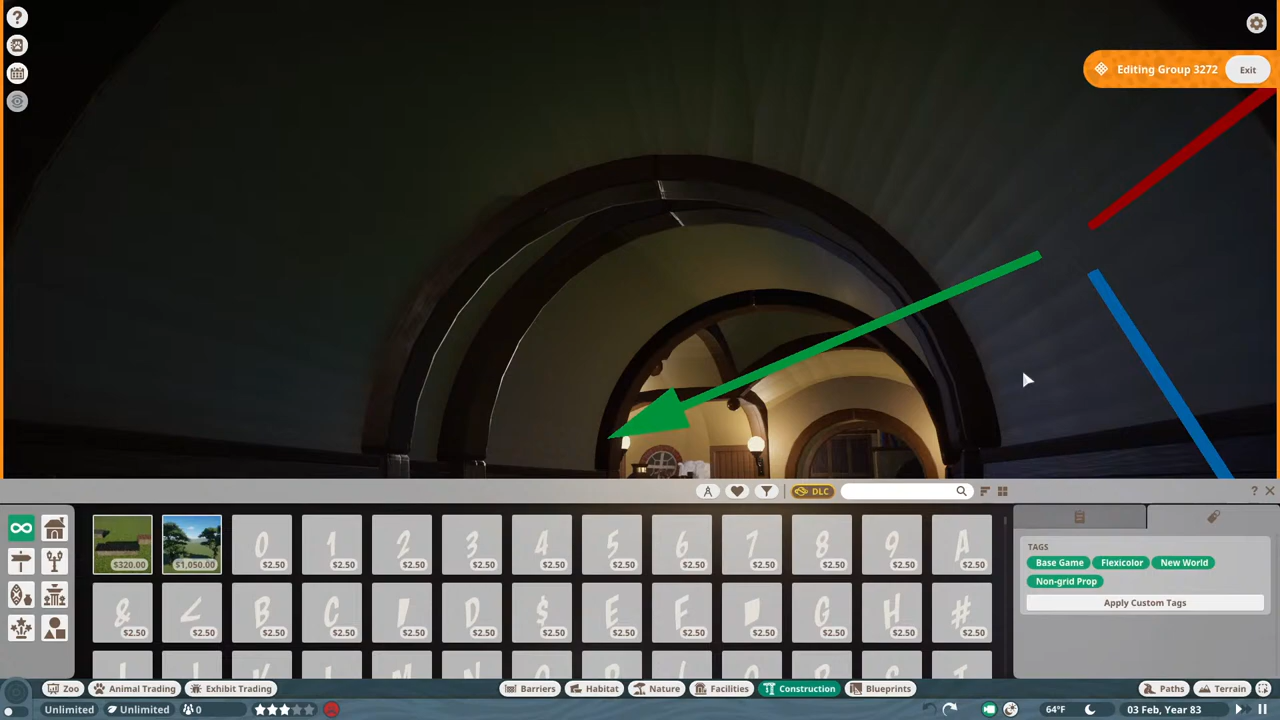 ?
Editing Group 3272 Exit
DLC
?
$320.00 $1,050.00 0 $2.50 1 $2.50 2 $2.50 3 $2.50 4 $2.50 5 $2.50 6 $2.50 7 $2.50 8 $2.50 9 $2.50 A $2.50
& $2.50 < $2.50 B $2.50 C $2.50 $2.50 D $2.50 $ $2.50 E $2.50 F $2.50 $2.50 G $2.50 H $2.50 # $2.50
TAGS
Base Game Flexicolor New World
Non-grid Prop
Apply Custom Tags
Zoo Animal Trading Exhibit Trading Barriers Habitat Nature Facilities Construction Blueprints Paths Terrain
Unlimited Unlimited 0 64°F 03 Feb, Year 83